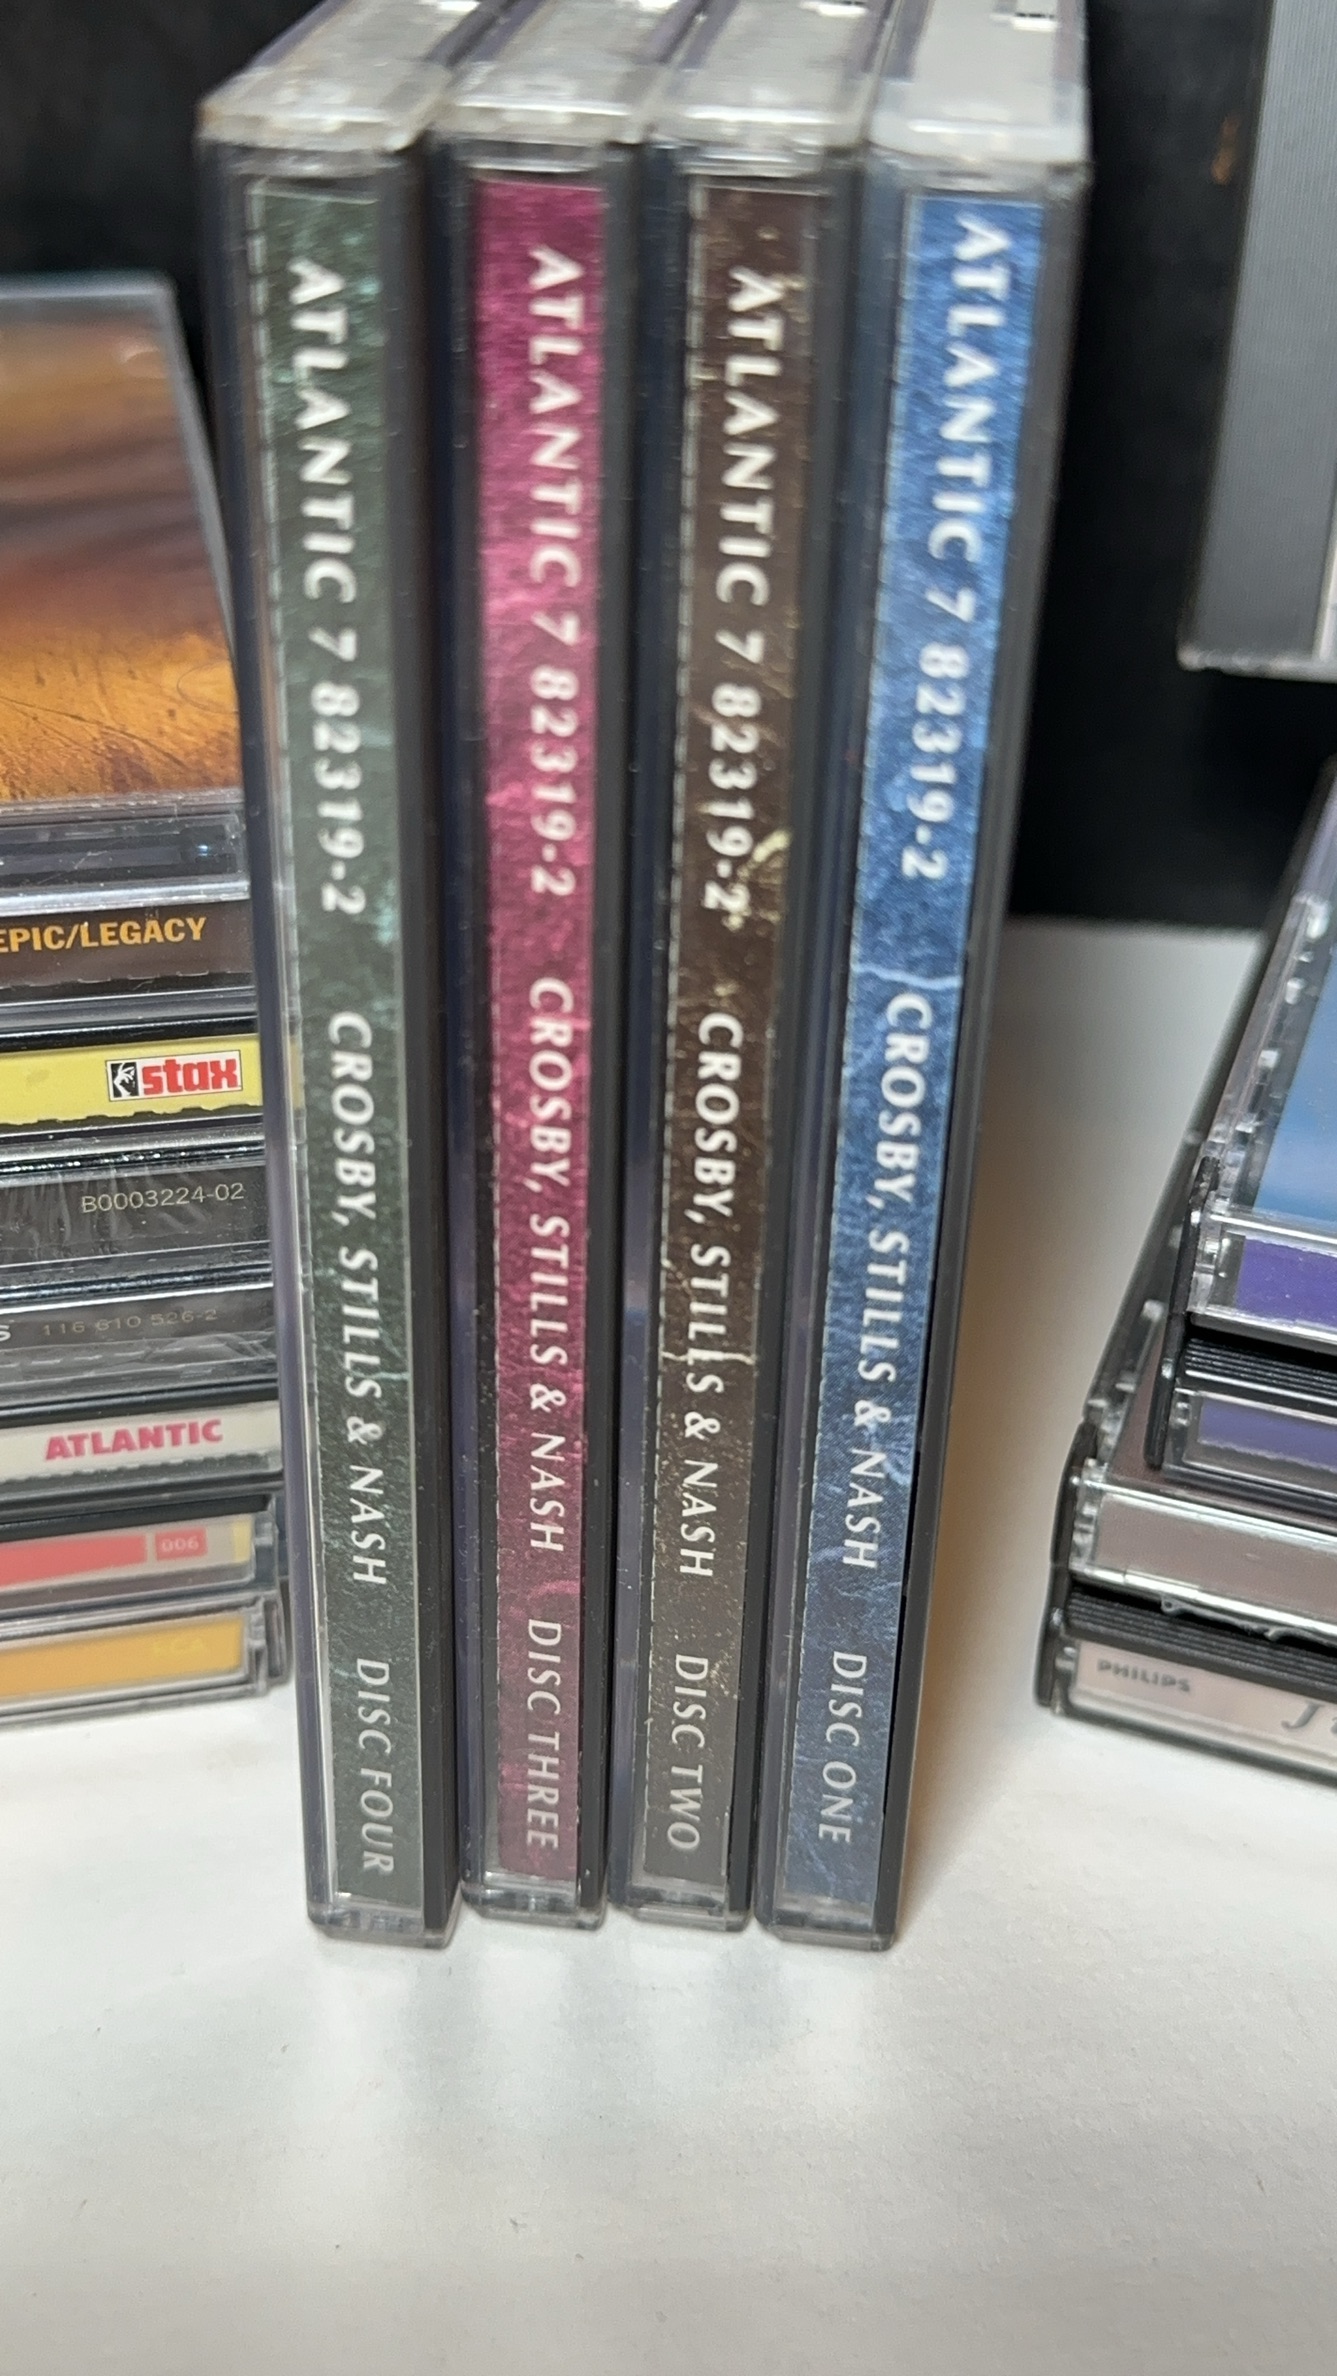 EPIC/LEGACY
stax
B0003224-02
116 610 526-2
ATLANTIC
006
RCA
ATLANTIC 7 82319-2 CROSBY, STILLS & NASH DISC FOUR
ATLANTIC 7 82319-2 CROSBY, STILLS & NASH DISC THREE
ATLANTIC 7 82319-2 CROSBY, STILLS & NASH DISC TWO
ATLANTIC 7 82319-2 CROSBY, STILLS & NASH DISC ONE
PHILIPS